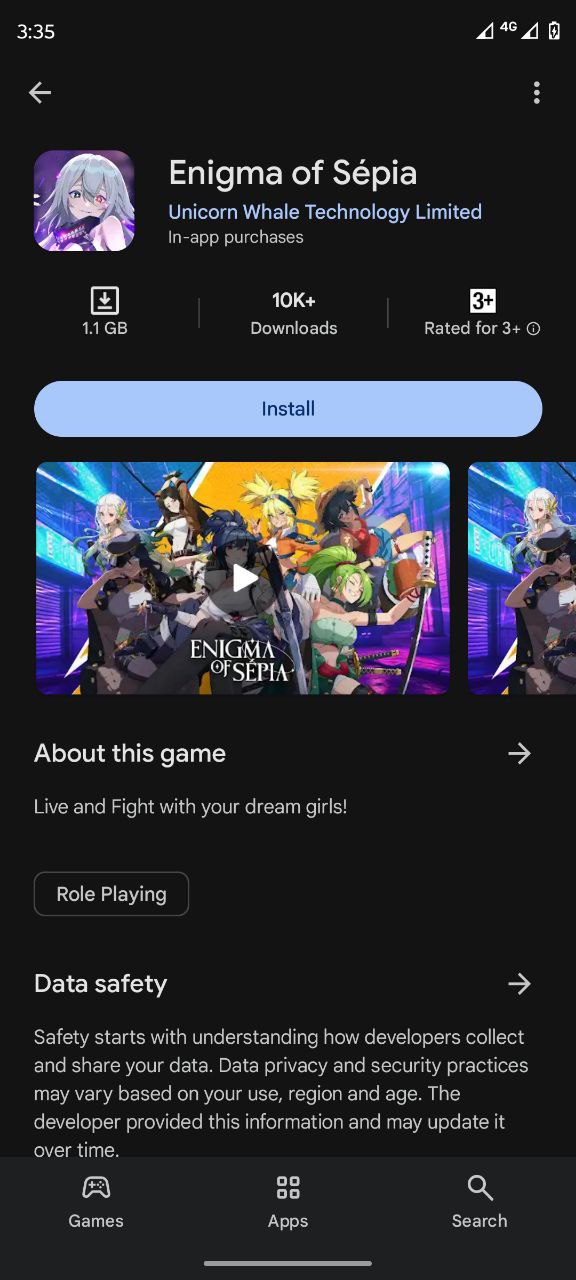 3:35
4G
Enigma of Sépia
Unicorn Whale Technology Limited
In-app purchases
1.1 GB
10K+
Downloads
3+
Rated for 3+
Install
ENIGMA
OF SÉPIA
About this game
Live and Fight with your dream girls!
Role Playing
Data safety
Safety starts with understanding how developers collect
and share your data. Data privacy and security practices
may vary based on your use, region and age. The
developer provided this information and may update it
over time.
Games
Apps
Search